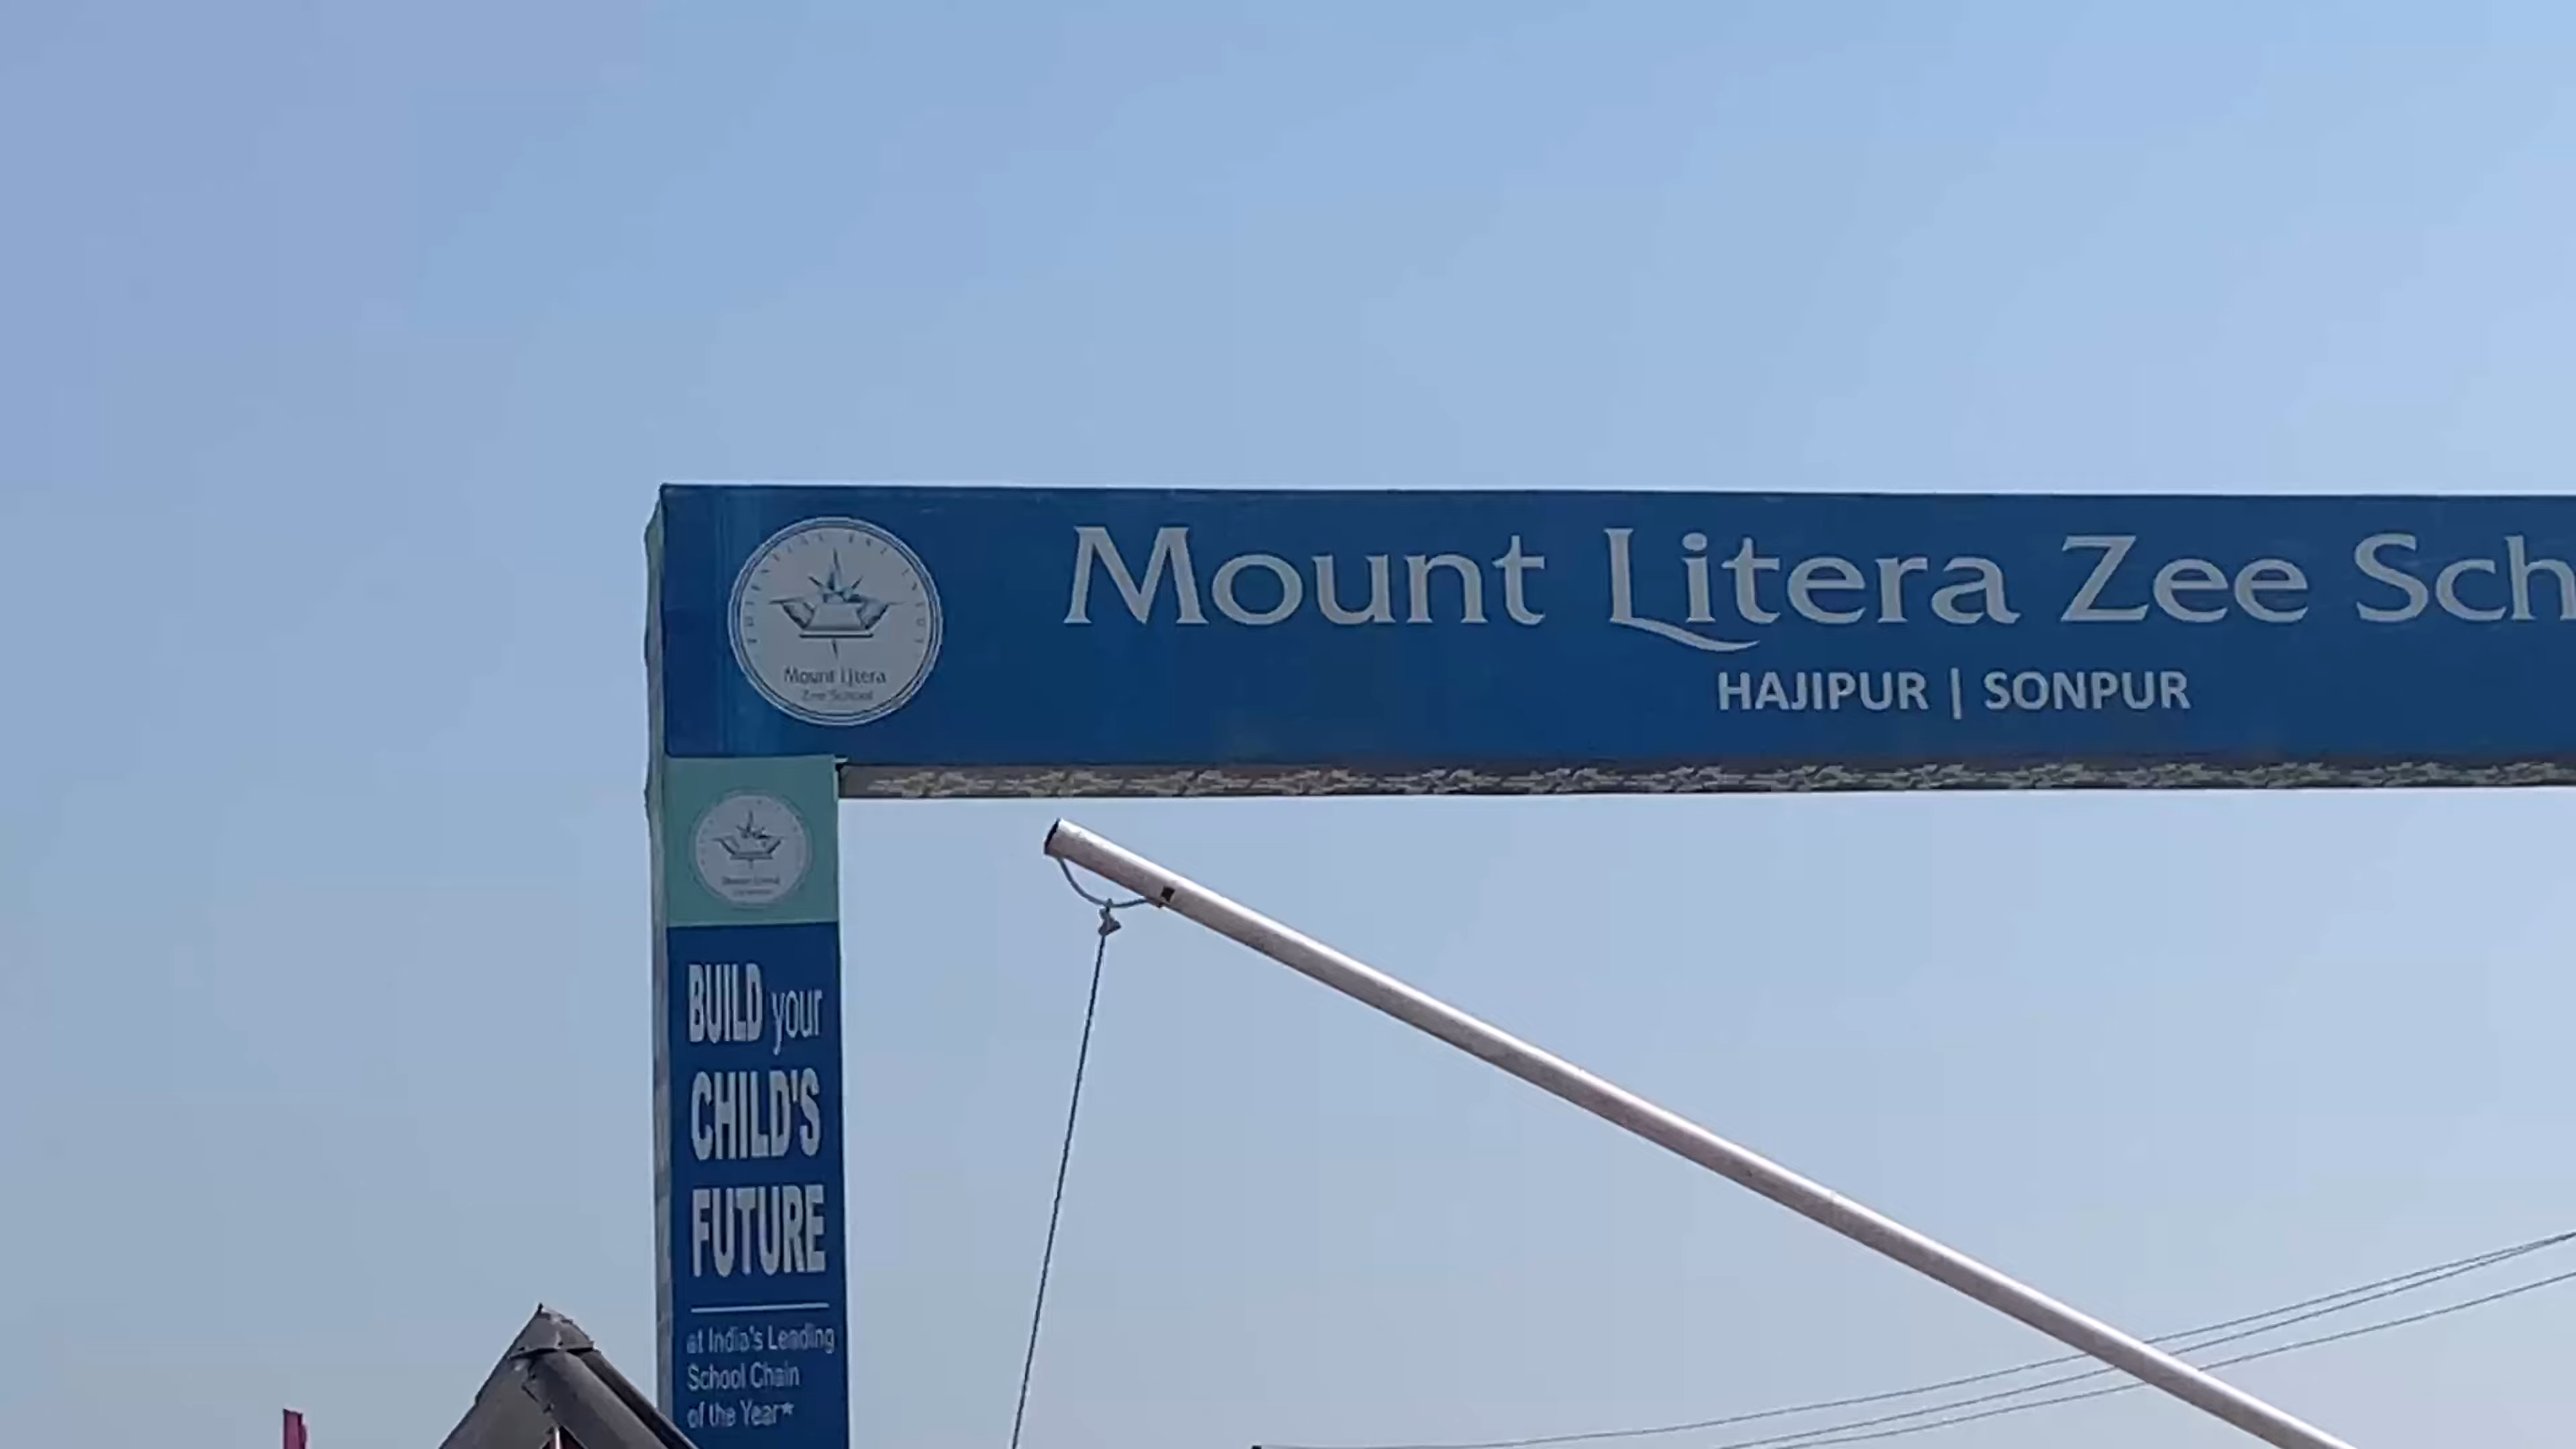 Mount Litera Zee Sch
HAJIPUR | SONPUR
Mount Litera
Zee School
BUILD your
CHILD'S
FUTURE
at India's Leading
School Chain
of the Year*